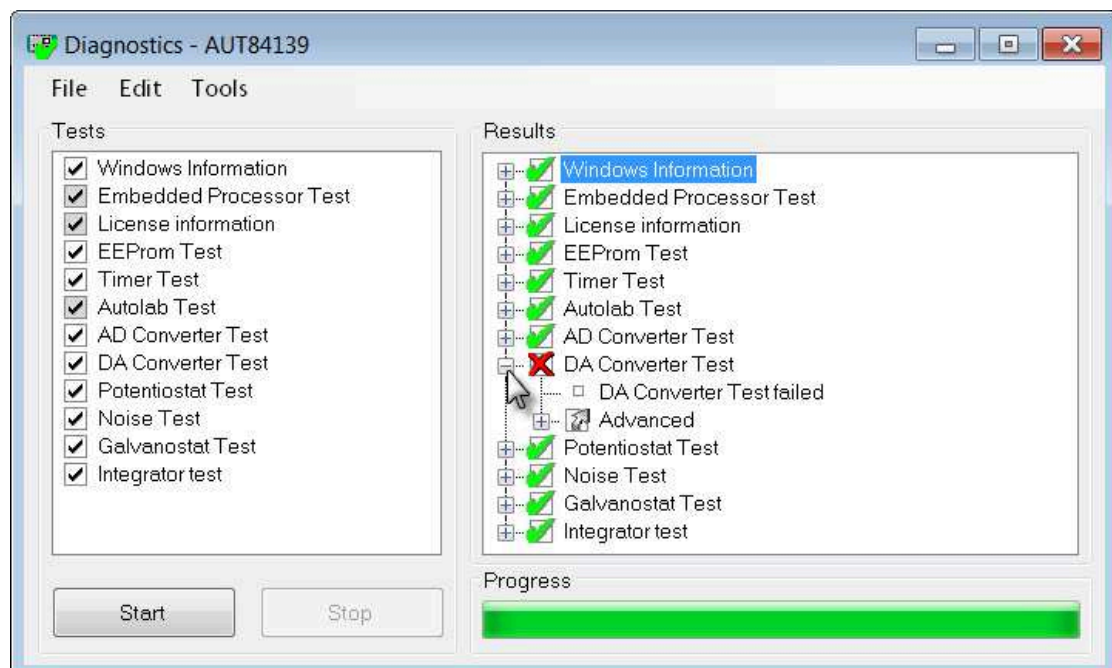 Diagnostics - AUT84139
File Edit Tools
Tests
Windows Information
Embedded Processor Test
License information
EEProm Test
Timer Test
Autolab Test
AD Converter Test
DA Converter Test
Potentiostat Test
Noise Test
Galvanostat Test
Integrator test
Start Stop
Results
Windows Information
Embedded Processor Test
License information
EEProm Test
Timer Test
Autolab Test
AD Converter Test
DA Converter Test
DA Converter Test failed
Advanced
Potentiostat Test
Noise Test
Galvanostat Test
Integrator test
Progress